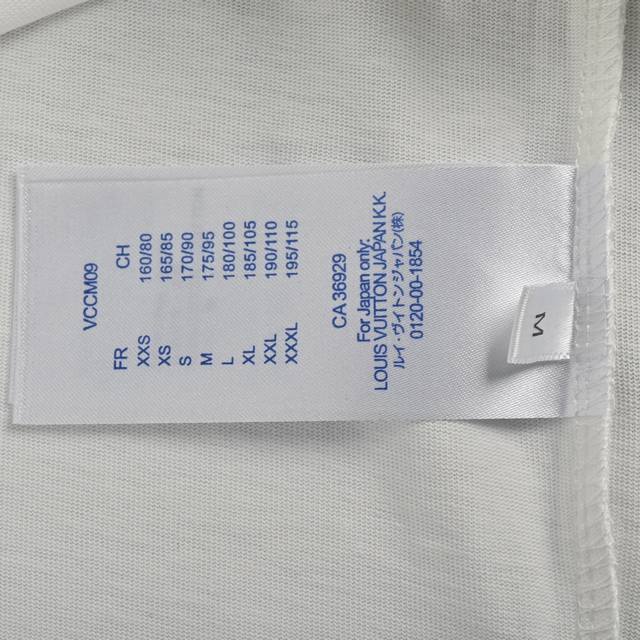 VCCM09
FR CH
XXS 160/80
XS 165/85
S 170/90
M 175/95
L 180/100
XL 185/105
XXL 190/110
XXXL 195/115
CA 36929
For Japan only:
LOUIS VUITTON JAPAN K.K.
ルイ・ヴィトン ジャパン(株)
0120-00-1854
M